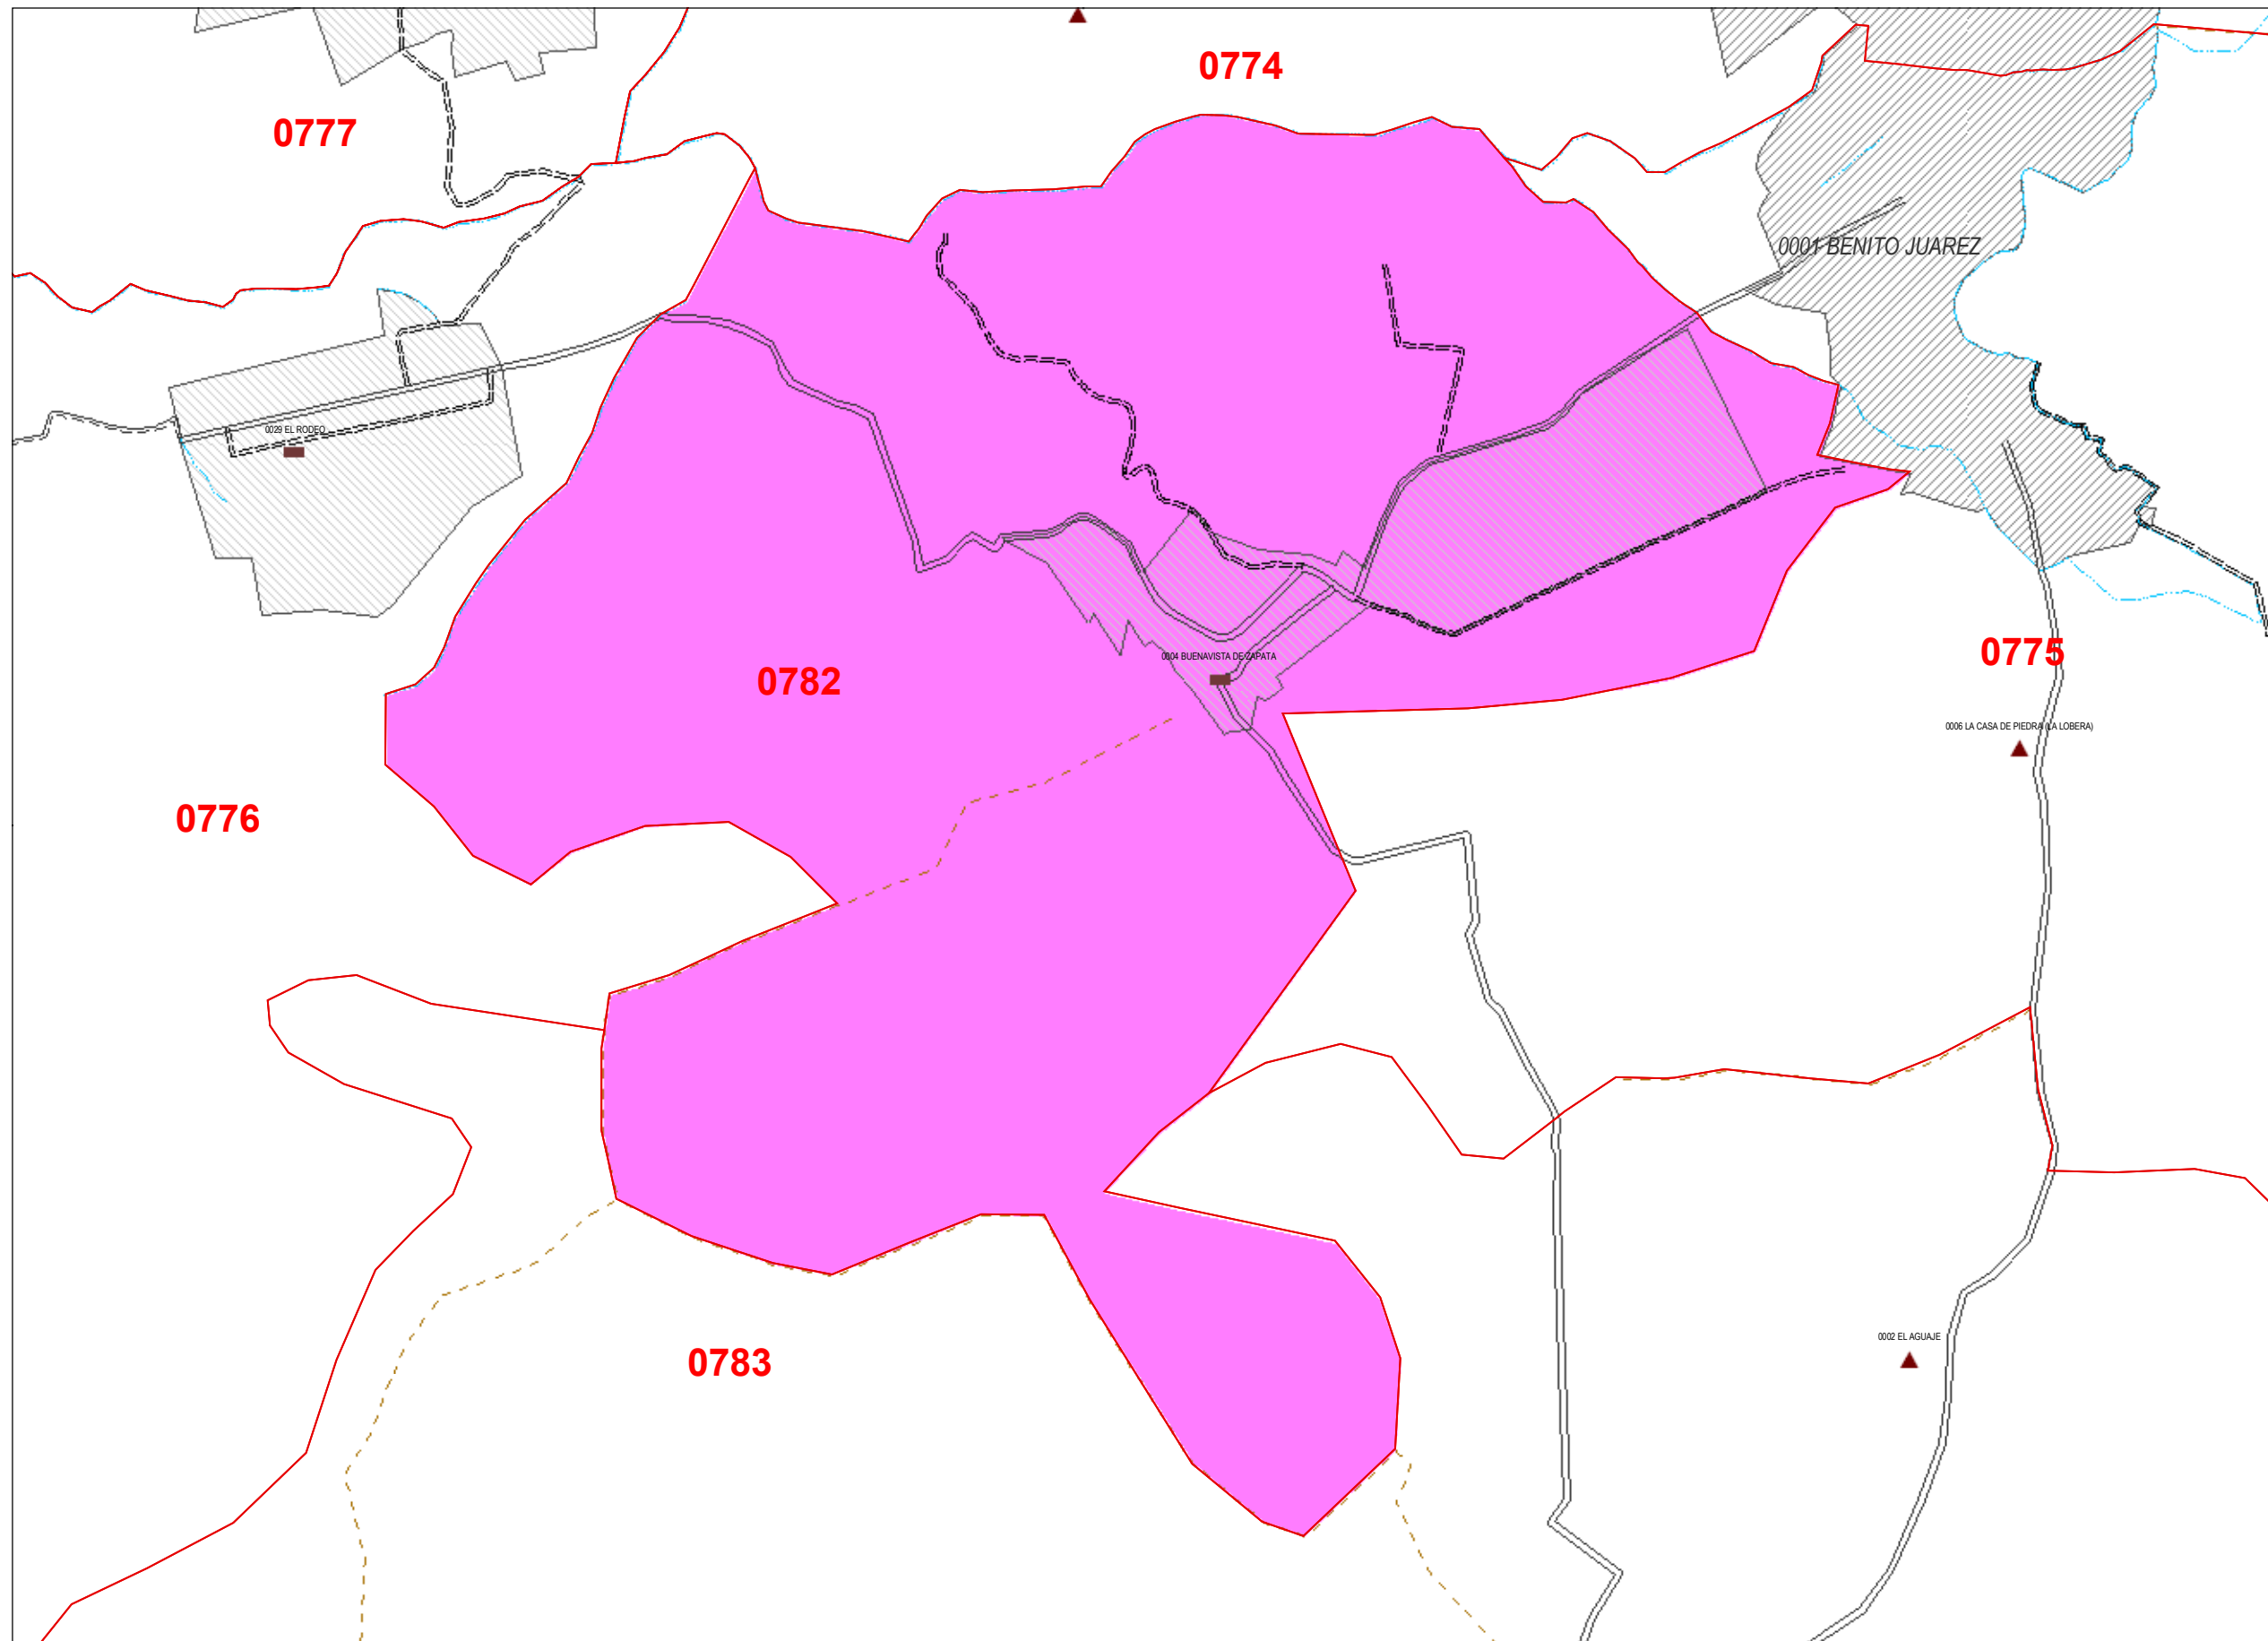 0774
0777
0001 BENITO JUAREZ
0029 EL RODEO
0775
0004 BUENAVISTA DE ZAPATA
0782
0006 LA CASA DE PIEDRA (LA LOBERA)
0776
0002 EL AGUAJE
0783